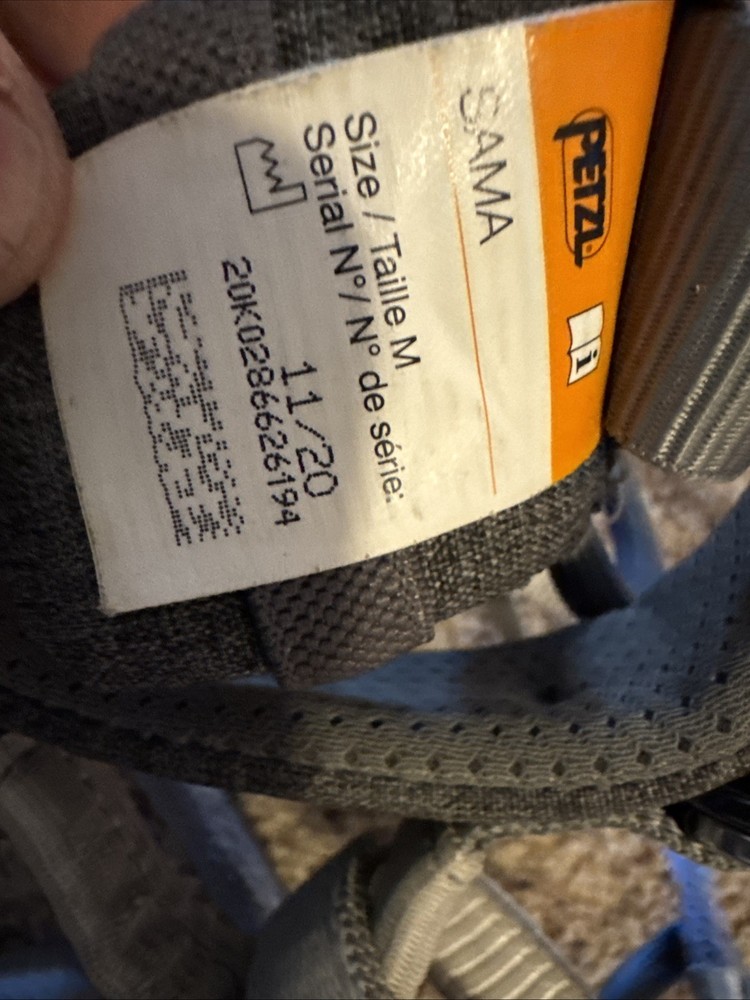 PETZL
i
SAMA
Size / Taille M
Serial N°/ N° de série:
11/20
20K0286626194